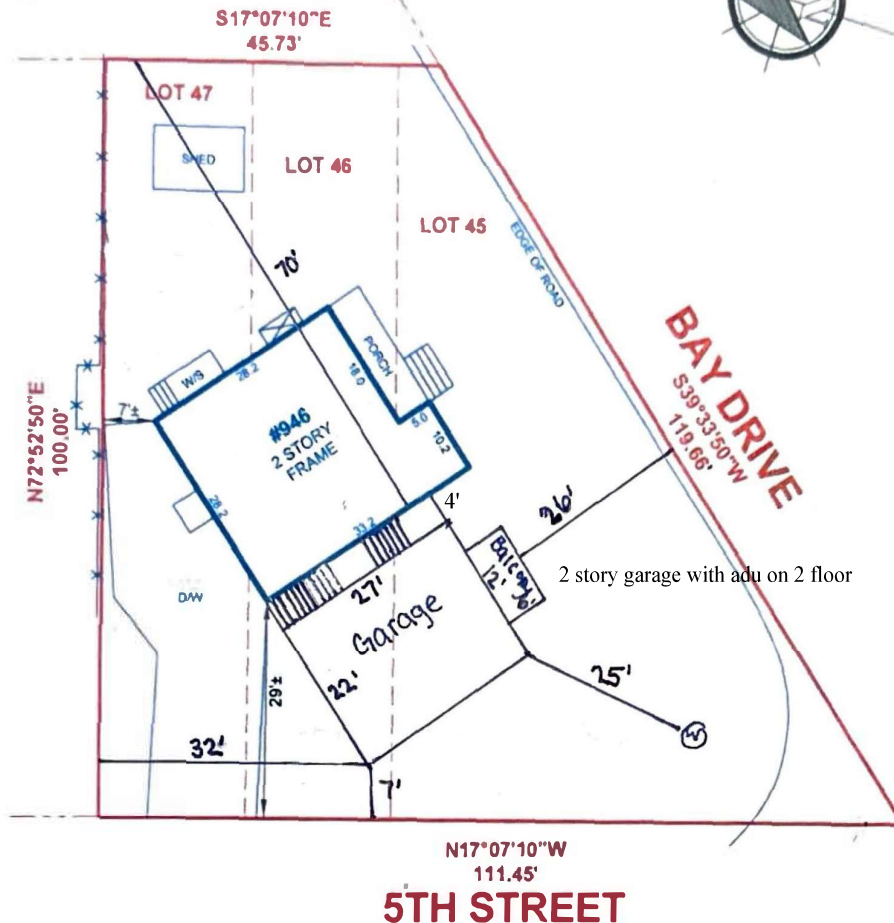 S17°07'10"E
45.73'
LOT 47
SHED
LOT 46
LOT 45
EDGE OF ROAD
70'
BAY DRIVE
S39°33'50"W
119.66'
PORCH
W/S
28.2
18.0
5.0
10.2
7'±
N72°52'50"E
100.00'
#946
2 STORY
FRAME
28.2
33.2
4'
26'
Balcony
12'
6'
2 story garage with adu on 2 floor
27'
Garage
D/W
22'
29'±
25'
W
32'
7'
N17°07'10"W
111.45'
5TH STREET